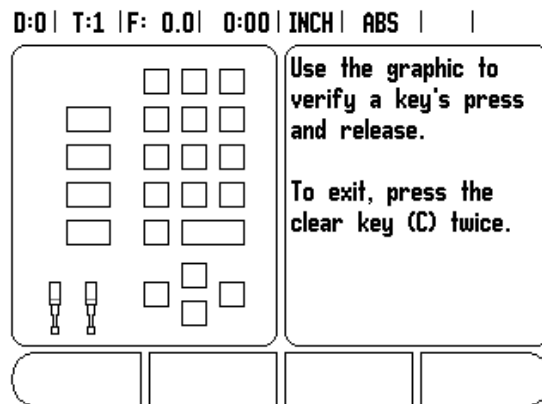 D:0| T:1 |F: 0.0| 0:00| INCH| ABS | |
Use the graphic to
verify a key's press
and release.
To exit, press the
clear key (C) twice.